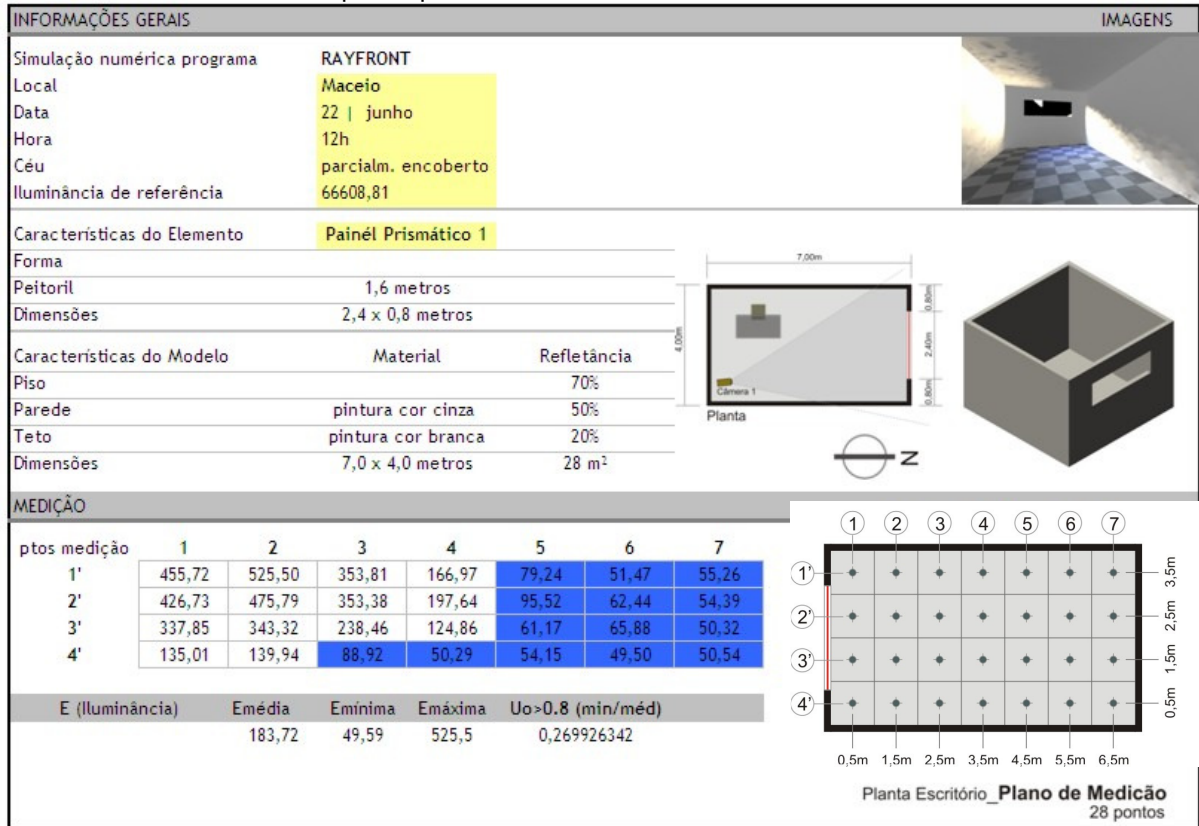 INFORMAÇÕES GERAIS IMAGENS
Simulação numérica programa RAYFRONT
Local Maceio
Data 22 | junho
Hora 12h
Céu parcialm. encoberto
Iluminância de referência 66608,81
Características do Elemento Painél Prismático 1
Forma
Peitoril 1,6 metros
Dimensões 2,4 x 0,8 metros
Características do Modelo Material Refletância
Piso 70%
Parede pintura cor cinza 50%
Teto pintura cor branca 20%
Dimensões 7,0 x 4,0 metros 28 m²
7,00m
4,00m
0,80m
2,40m
0,80m
Câmera 1
Planta
N
MEDIÇÃO
ptos medição 1 2 3 4 5 6 7
1' 455,72 525,50 353,81 166,97 79,24 51,47 55,26
2' 426,73 475,79 353,38 197,64 95,52 62,44 54,39
3' 337,85 343,32 238,46 124,86 61,17 65,88 50,32
4' 135,01 139,94 88,92 50,29 54,15 49,50 50,54
E (Iluminância) Emédia Emínima Emáxima Uo>0.8 (min/méd)
183,72 49,59 525,5 0,269926342
1 2 3 4 5 6 7
1' 3,5m
2' 2,5m
3' 1,5m
4' 0,5m
0,5m 1,5m 2,5m 3,5m 4,5m 5,5m 6,5m
Planta Escritório_Plano de Medicão
28 pontos